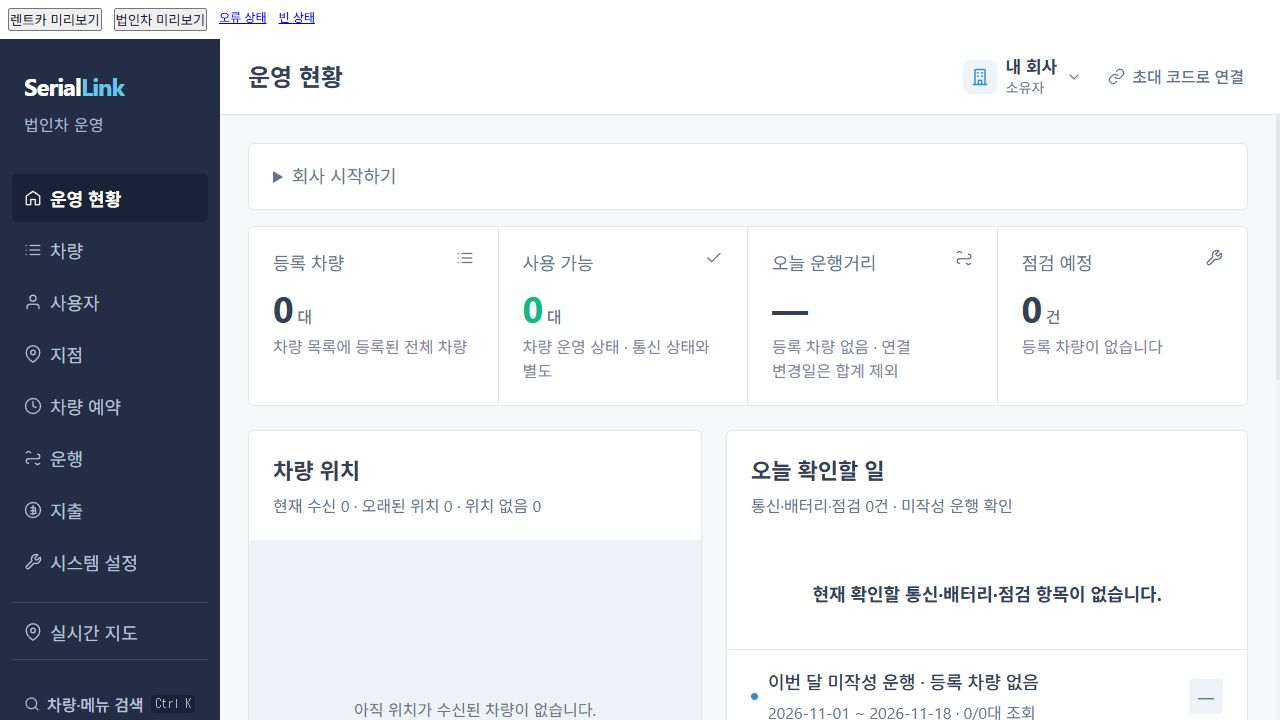 렌트카 미리보기 법인차 미리보기 오류 상태 빈 상태
SerialLink
법인차 운영
운영 현황
차량
사용자
지점
차량 예약
운행
지출
시스템 설정
실시간 지도
차량·메뉴 검색 Ctrl K
운영 현황
내 회사
소유자
초대 코드로 연결
▶ 회사 시작하기
등록 차량
0 대
차량 목록에 등록된 전체 차량
사용 가능
0 대
차량 운영 상태 · 통신 상태와
별도
오늘 운행거리
—
등록 차량 없음 · 연결
변경일은 합계 제외
점검 예정
0 건
등록 차량이 없습니다
차량 위치
현재 수신 0 · 오래된 위치 0 · 위치 없음 0
아직 위치가 수신된 차량이 없습니다.
오늘 확인할 일
통신·배터리·점검 0건 · 미작성 운행 확인
현재 확인할 통신·배터리·점검 항목이 없습니다.
이번 달 미작성 운행 · 등록 차량 없음
2026-11-01 ~ 2026-11-18 · 0/0대 조회
—